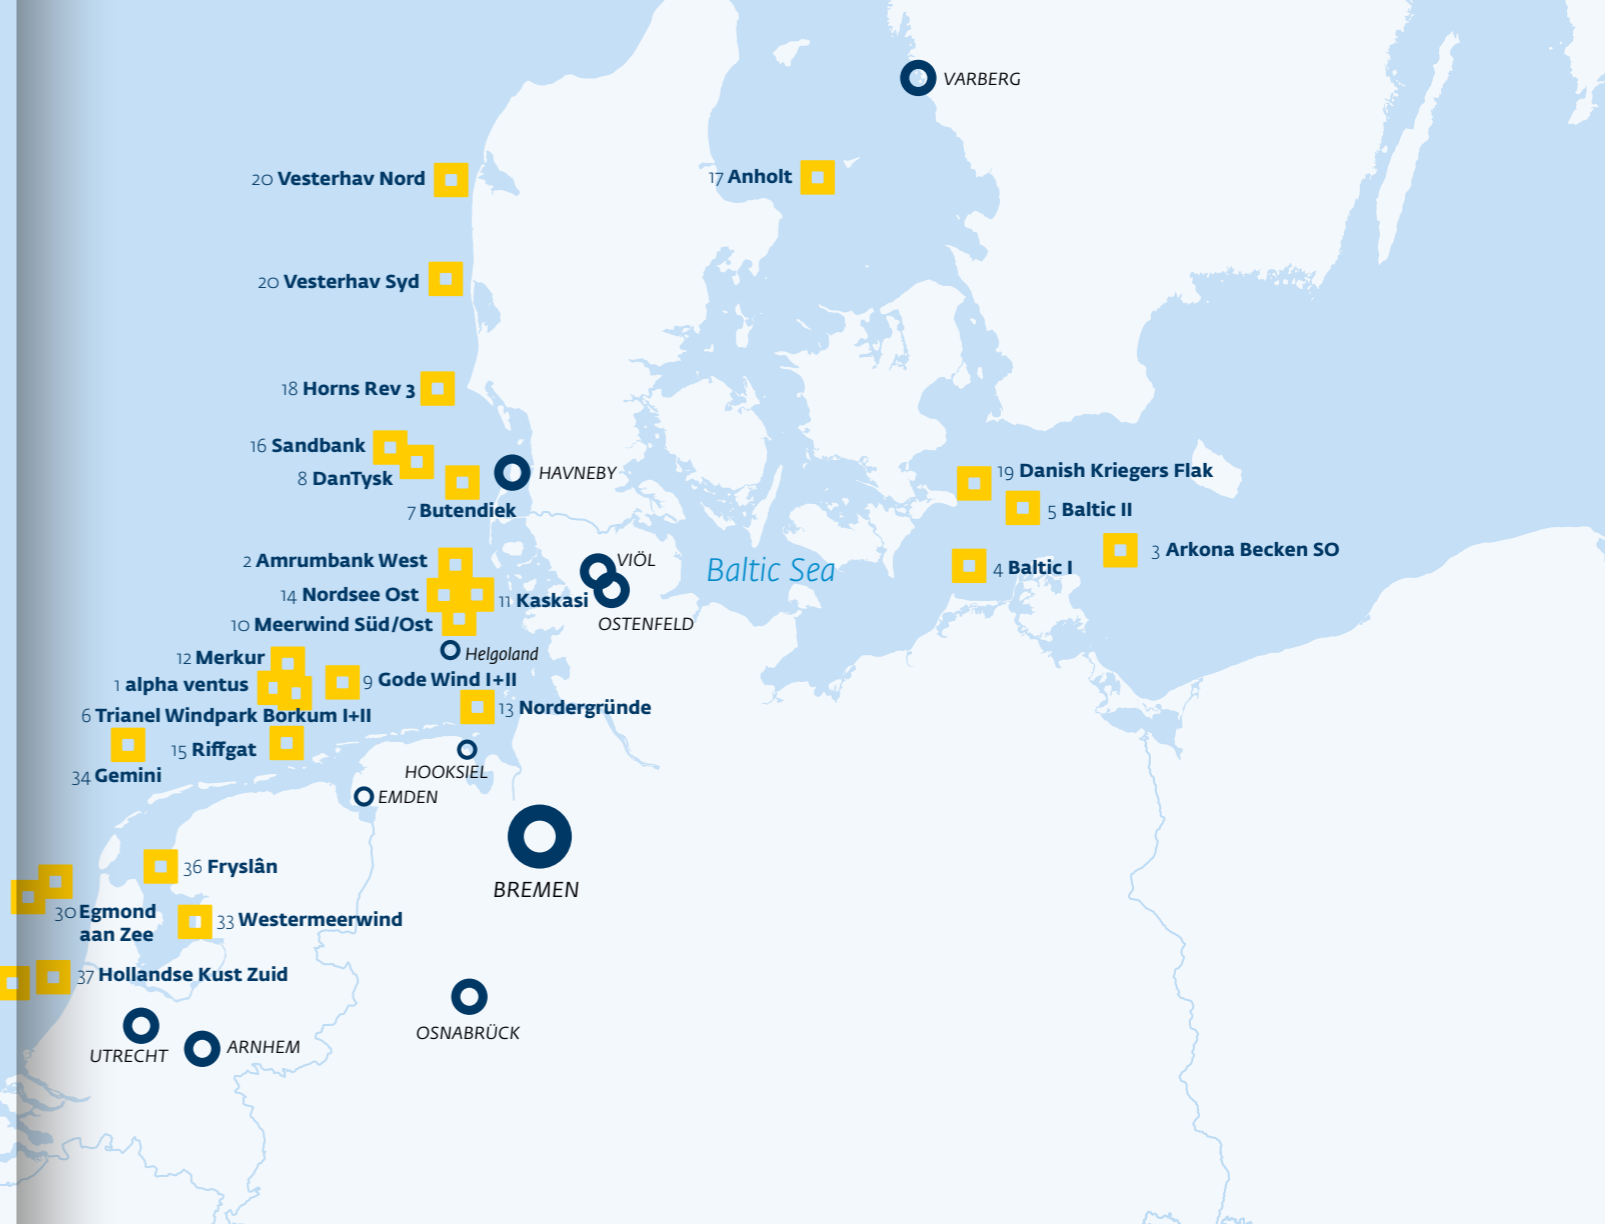 VARBERG
20 Vesterhav Nord
17 Anholt
20 Vesterhav Syd
18 Horns Rev 3
16 Sandbank
8 DanTysk
HAVNEBY
7 Butendiek
19 Danish Kriegers Flak
5 Baltic II
3 Arkona Becken SO
4 Baltic I
2 Amrumbank West
VIÖL
Baltic Sea
14 Nordsee Ost
11 Kaskasi
10 Meerwind Süd/Ost
OSTENFELD
Helgoland
12 Merkur
1 alpha ventus
9 Gode Wind I+II
13 Nordergründe
6 Trianel Windpark Borkum I+II
15 Riffgat
34 Gemini
HOOKSIEL
EMDEN
36 Fryslân
BREMEN
30 Egmond
aan Zee
33 Westermeerwind
37 Hollandse Kust Zuid
OSNABRÜCK
UTRECHT
ARNHEM